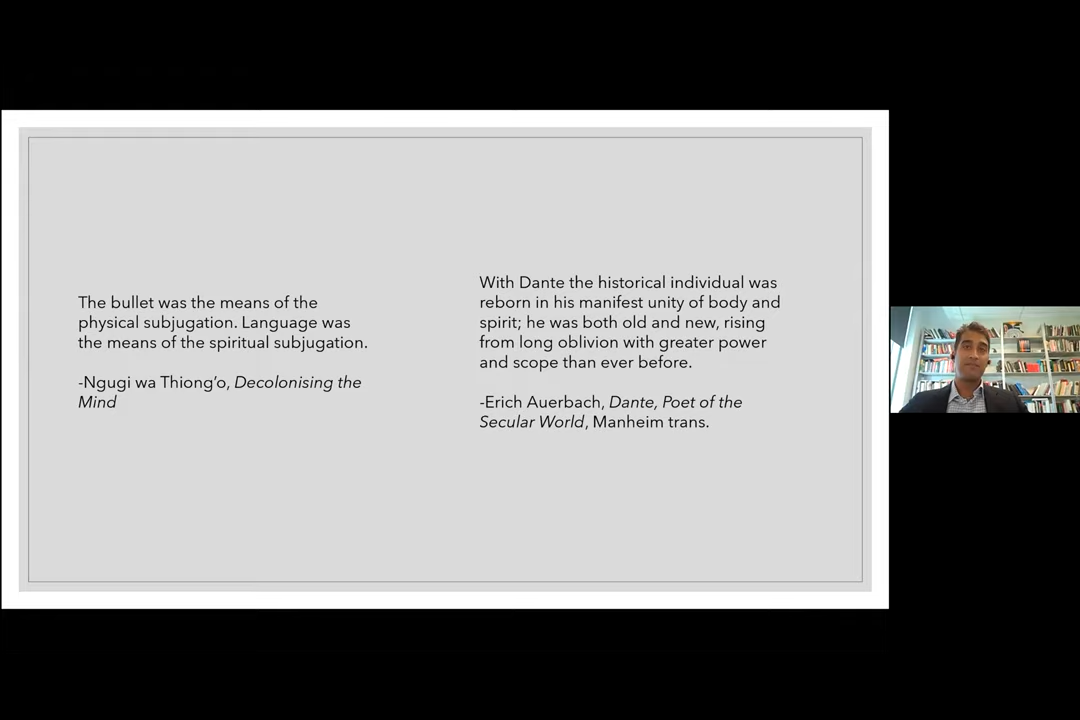 The bullet was the means of the
physical subjugation. Language was
the means of the spiritual subjugation.
-Ngugi wa Thiong’o, Decolonising the
Mind
With Dante the historical individual was
reborn in his manifest unity of body and
spirit; he was both old and new, rising
from long oblivion with greater power
and scope than ever before.
-Erich Auerbach, Dante, Poet of the
Secular World, Manheim trans.